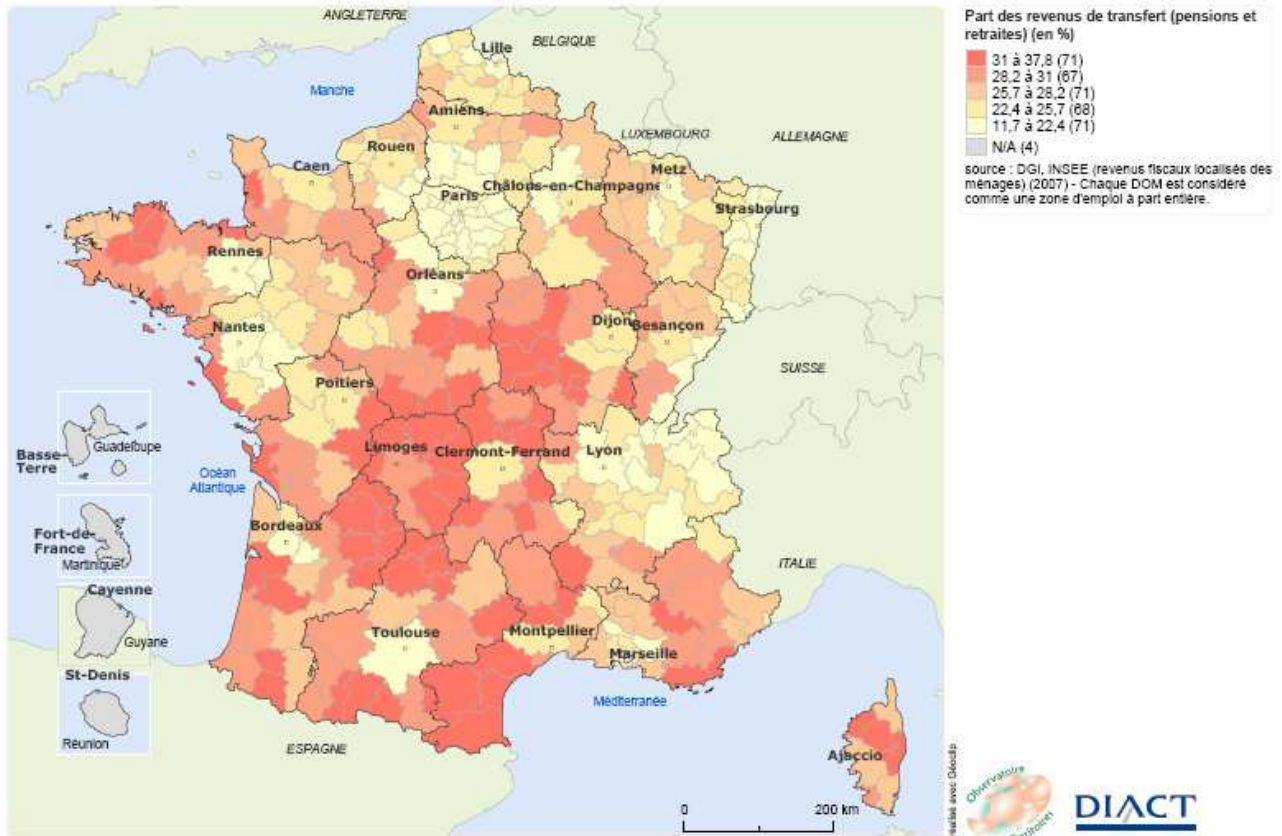 ANGLETERRE
BELGIQUE
Lille
Manche
Amiens
LUXEMBOURG
ALLEMAGNE
Rouen
Caen
Metz
Châlons-en-Champagne
Paris
Strasbourg
Rennes
Orléans
Nantes
Dijon
Besançon
SUISSE
Poitiers
Limoges
Clermont-Ferrand
Lyon
Basse-
Terre
Guadeloupe
Océan
Atlantique
Bordeaux
Fort-de-
France
Martinique
ITALIE
Cayenne
Guyane
Toulouse
Montpellier
Marseille
St-Denis
Réunion
Méditerranée
ESPAGNE
Ajaccio
0 200 km
réalisé avec Géoclip
Part des revenus de transfert (pensions et
retraites) (en %)
31 à 37,8 (71)
28,2 à 31 (67)
25,7 à 28,2 (71)
22,4 à 25,7 (68)
11,7 à 22,4 (71)
N/A (4)
source : DGI, INSEE (revenus fiscaux localisés des
ménages) (2007) - Chaque DOM est considéré
comme une zone d'emploi à part entière.
Observatoire
DIACT